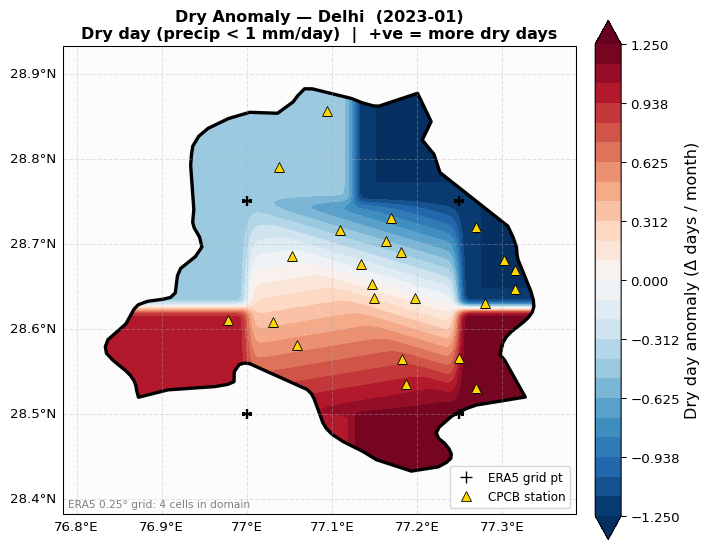 Dry Anomaly — Delhi  (2023-01)
Dry day (precip < 1 mm/day)  |  +ve = more dry days
28.9°N
28.8°N
28.7°N
28.6°N
28.5°N
28.4°N
76.8°E
76.9°E
77°E
77.1°E
77.2°E
77.3°E
ERA5 0.25° grid: 4 cells in domain
ERA5 grid pt
CPCB station
1.250
0.938
0.625
0.312
0.000
−0.312
−0.625
−0.938
−1.250
Dry day anomaly (Δ days / month)